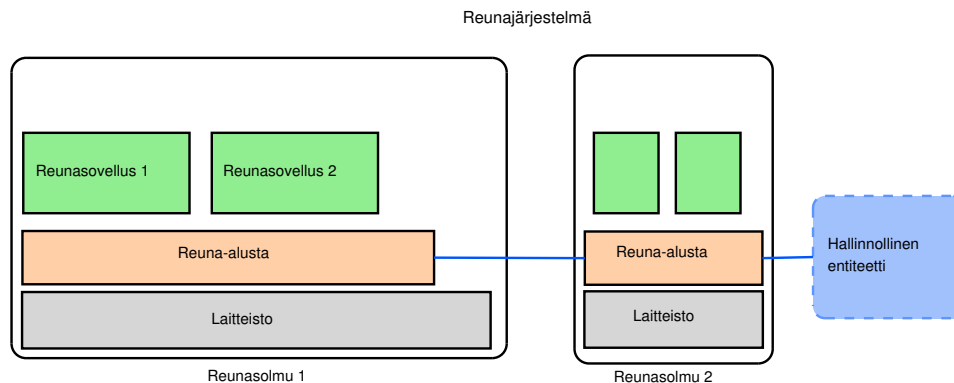 Reunajärjestelmä
Reunasovellus 1
Reunasovellus 2
Reuna-alusta
Reuna-alusta
Hallinnollinen
entiteetti
Laitteisto
Laitteisto
Reunasolmu 1
Reunasolmu 2